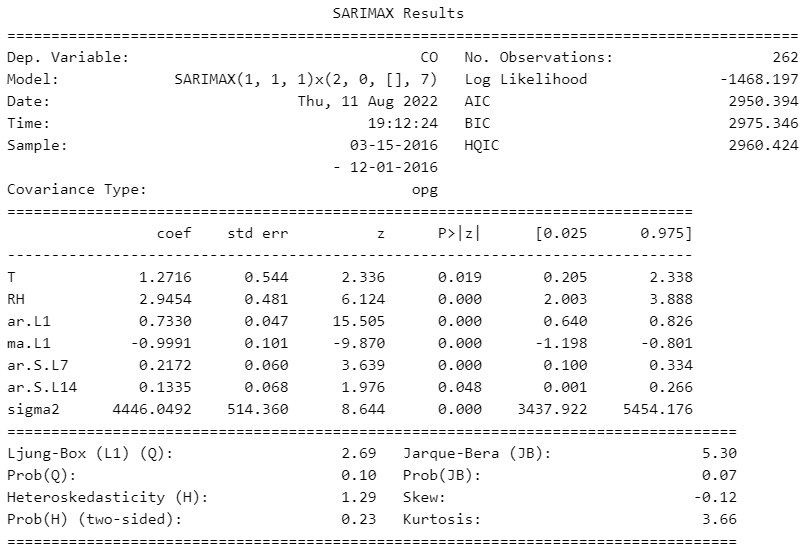 SARIMAX Results
==========================================================================================
Dep. Variable:                                 CO   No. Observations:                  262
Model:             SARIMAX(1, 1, 1)x(2, 0, [], 7)   Log Likelihood               -1468.197
Date:                            Thu, 11 Aug 2022   AIC                           2950.394
Time:                                    19:12:24   BIC                           2975.346
Sample:                                03-15-2016   HQIC                          2960.424
                                     - 12-01-2016
Covariance Type:                              opg
==============================================================================
                 coef    std err          z      P>|z|      [0.025      0.975]
------------------------------------------------------------------------------
T              1.2716      0.544      2.336      0.019       0.205       2.338
RH             2.9454      0.481      6.124      0.000       2.003       3.888
ar.L1          0.7330      0.047     15.505      0.000       0.640       0.826
ma.L1         -0.9991      0.101     -9.870      0.000      -1.198      -0.801
ar.S.L7        0.2172      0.060      3.639      0.000       0.100       0.334
ar.S.L14       0.1335      0.068      1.976      0.048       0.001       0.266
sigma2      4446.0492    514.360      8.644      0.000    3437.922    5454.176
===================================================================================
Ljung-Box (L1) (Q):                   2.69   Jarque-Bera (JB):                 5.30
Prob(Q):                              0.10   Prob(JB):                         0.07
Heteroskedasticity (H):               1.29   Skew:                            -0.12
Prob(H) (two-sided):                  0.23   Kurtosis:                         3.66
===================================================================================